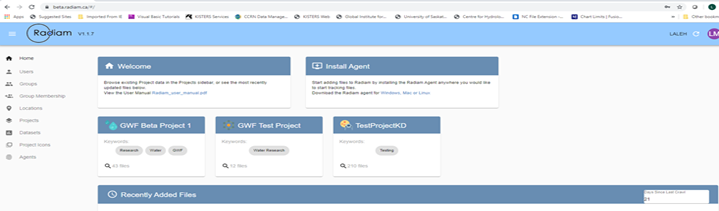 beta.radiam.ca/#/
Apps
Suggested Sites
Imported From IE
Visual Basic Tutorials
KISTERS Services
CCRN Data Manage...
KISTERS Web
Global Institute for...
University of Saskat...
Centre for Hydrolo...
NC File Extension -...
Chart Limits | Fusio...
Other bookm
Radiam V1.1.7
LALEH
LM
Home
Users
Groups
Group Membership
Locations
Projects
Datasets
Project Icons
Agents
Welcome
Browse existing Project data in the Projects sidebar, or see the most recently
updated files below.
View the User Manual Radiam_user_manual-pdf
Install Agent
Start adding files to Radiam by installing the Radiam Agent anywhere you would like
to start tracking files.
Download the Radiam agent for Windows, Mac or Linux
GWF Beta Project 1
Keywords:
Research Water GWF
files
GWF Test Project
Keywords:
Water Research
12 files
TestProjectKD
Keywords:
Testing
210 files
Recently Added Files
Days Since Last Crawl
21